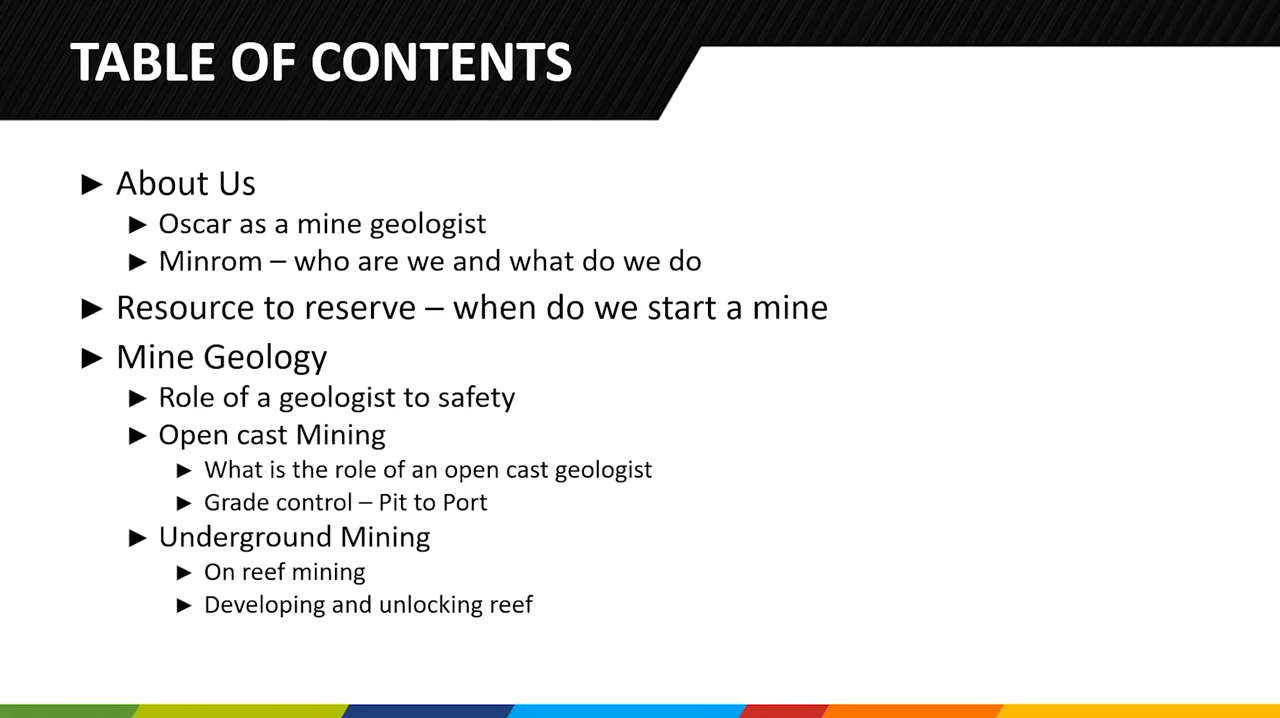 TABLE OF CONTENTS
► About Us
► Oscar as a mine geologist
► Minrom – who are we and what do we do
► Resource to reserve – when do we start a mine
► Mine Geology
► Role of a geologist to safety
► Open cast Mining
► What is the role of an open cast geologist
► Grade control – Pit to Port
► Underground Mining
► On reef mining
► Developing and unlocking reef